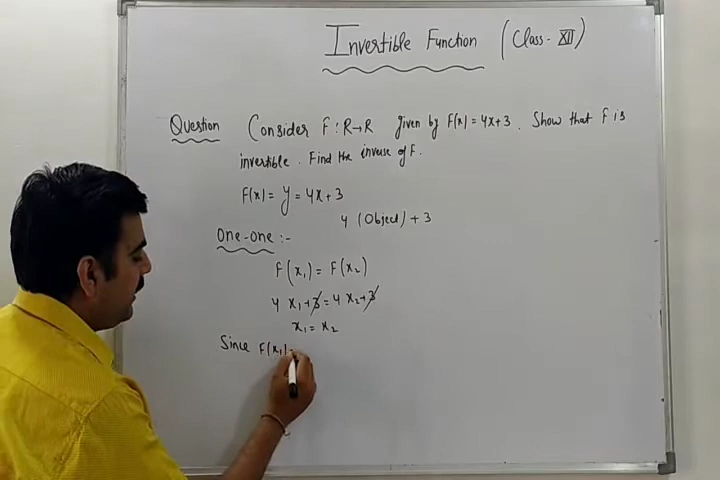 Invertible Function (Class - XII)
Question Consider F : R→R given by F(x) = 4x+3. Show that F is
invertible. Find the inverse of F.
F(x) = y = 4x+3
4 (Object) + 3
One-one :-
F(x₁) = F(x₂)
4 x₁+3 = 4 x₂+3
x₁ = x₂
Since F(x₁) =